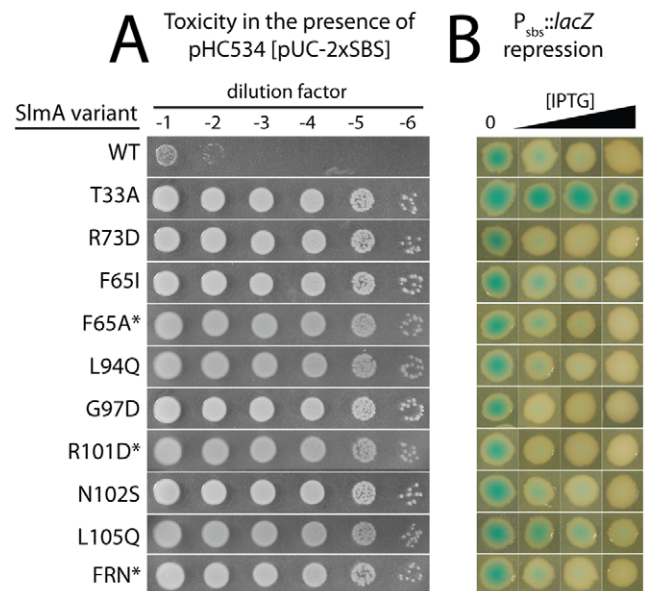 A
Toxicity in the presence of
pHC534 [pUC-2xSBS]
B
Psbs::lacZ
repression
dilution factor
SlmA variant
-1 -2 -3 -4 -5 -6
[IPTG]
0
WT
T33A
R73D
F65I
F65A*
L94Q
G97D
R101D*
N102S
L105Q
FRN*